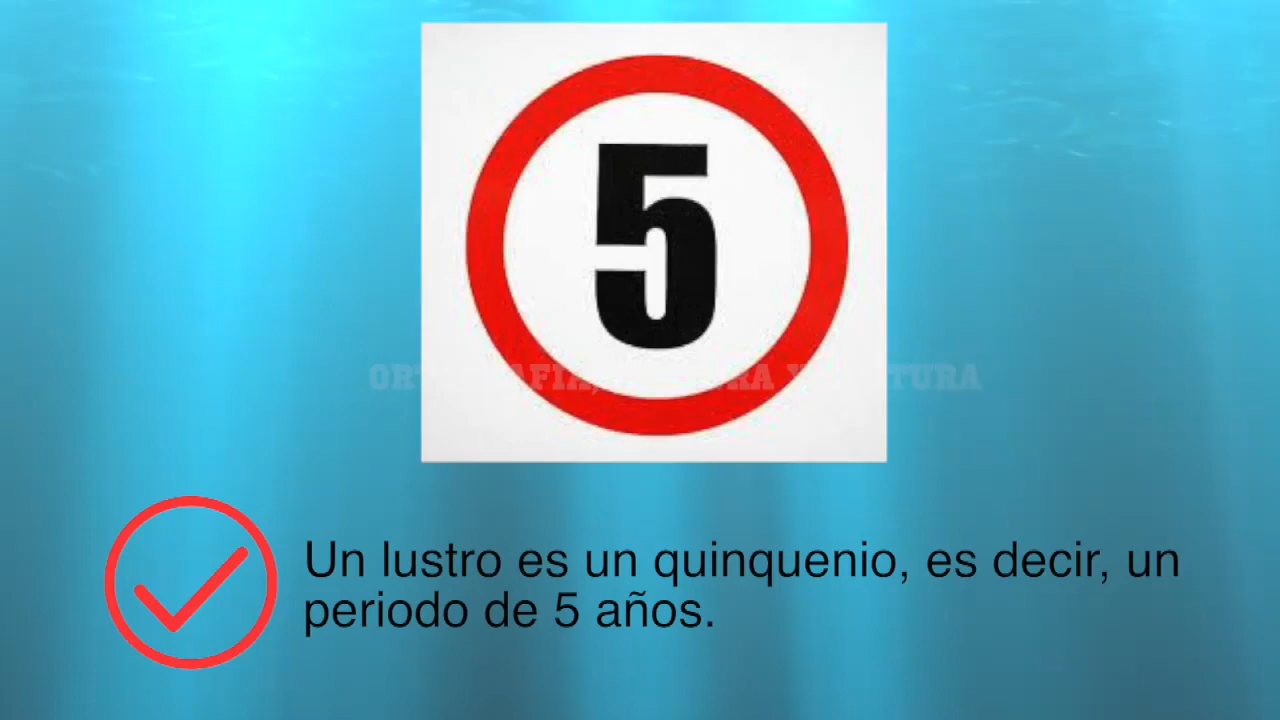 5
Un lustro es un quinquenio, es decir, un
periodo de 5 años.